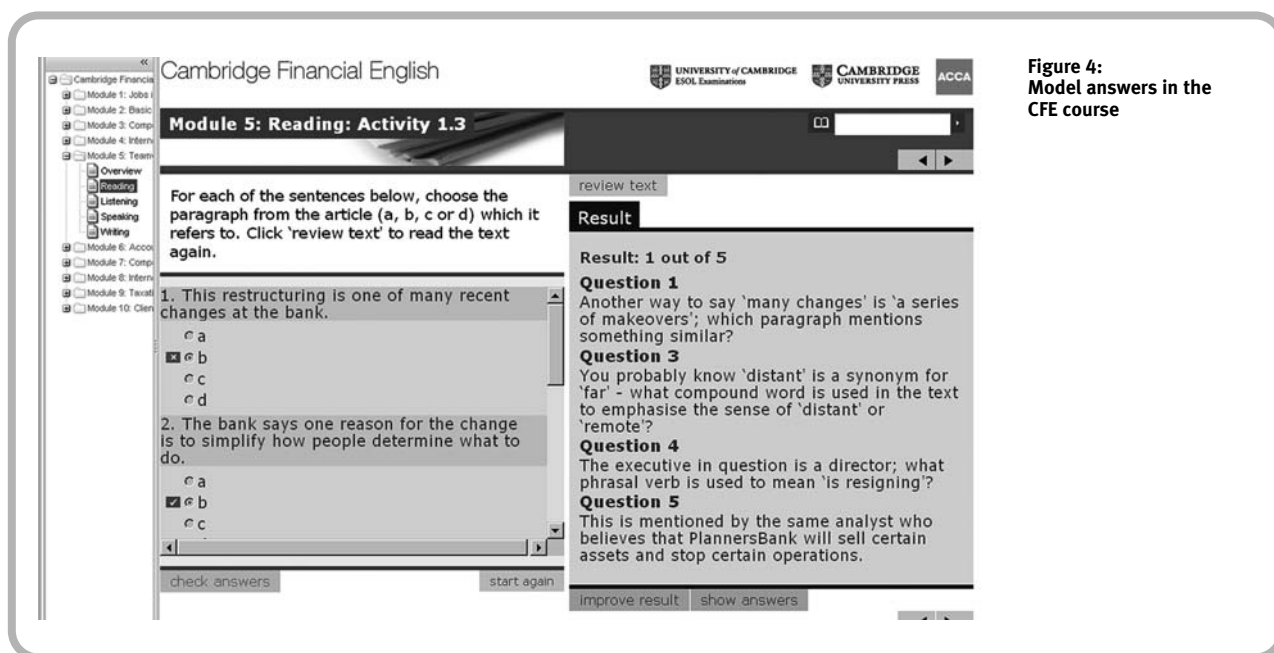 «
Cambridge Financia
Module 1: Jobs i
Module 2: Basic
Module 3: Comp
Module 4: Intern
Module 5: Team
Overview
Reading
Listening
Speaking
Writing
Module 6: Accou
Module 7: Comp
Module 8: Intern
Module 9: Taxati
Module 10: Clien
Cambridge Financial English
UNIVERSITY of CAMBRIDGE
ESOL Examinations
CAMBRIDGE
UNIVERSITY PRESS
ACCA
Module 5: Reading: Activity 1.3
For each of the sentences below, choose the
paragraph from the article (a, b, c or d) which it
refers to. Click ‘review text’ to read the text
again.
1. This restructuring is one of many recent
changes at the bank.
a
b
c
d
2. The bank says one reason for the change
is to simplify how people determine what to
do.
a
b
c
check answers
start again
review text
Result
Result: 1 out of 5
Question 1
Another way to say ‘many changes’ is ‘a series
of makeovers’; which paragraph mentions
something similar?
Question 3
You probably know ‘distant’ is a synonym for
‘far’ - what compound word is used in the text
to emphasise the sense of ‘distant’ or
‘remote’?
Question 4
The executive in question is a director; what
phrasal verb is used to mean ‘is resigning’?
Question 5
This is mentioned by the same analyst who
believes that PlannersBank will sell certain
assets and stop certain operations.
improve result
show answers
Figure 4:
Model answers in the
CFE course